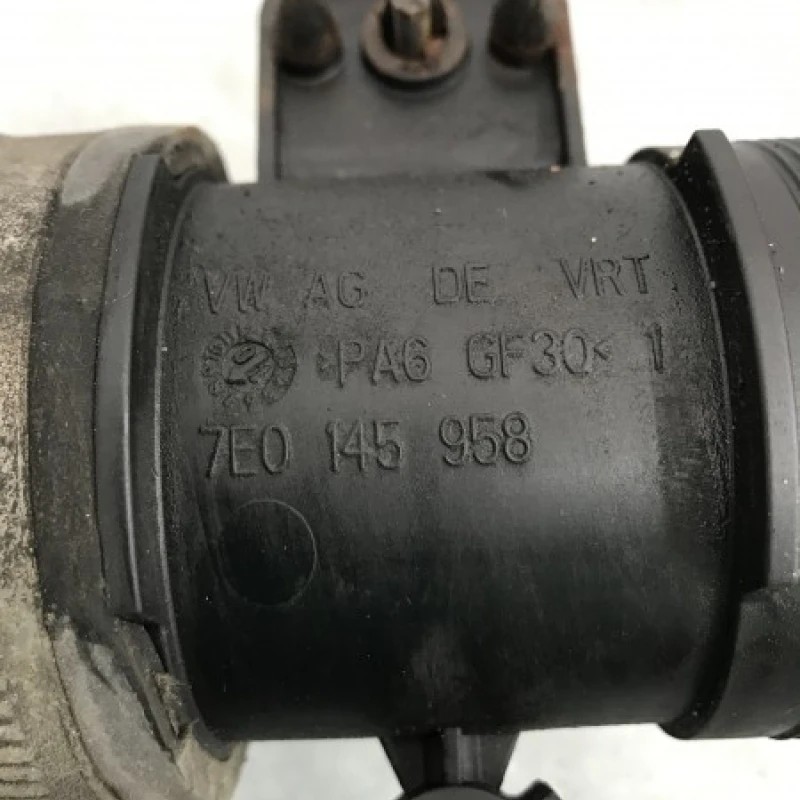 VW AG DE VRT
>PA6 GF30< 1
7E0 145 958